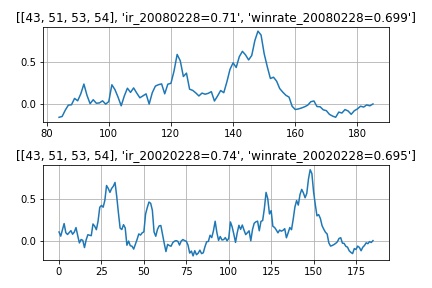 [[43, 51, 53, 54], 'ir_20080228=0.71', 'winrate_20080228=0.699']
0.5
0.0
80 100 120 140 160 180
[[43, 51, 53, 54], 'ir_20020228=0.74', 'winrate_20020228=0.695']
0.5
0.0
0 25 50 75 100 125 150 175